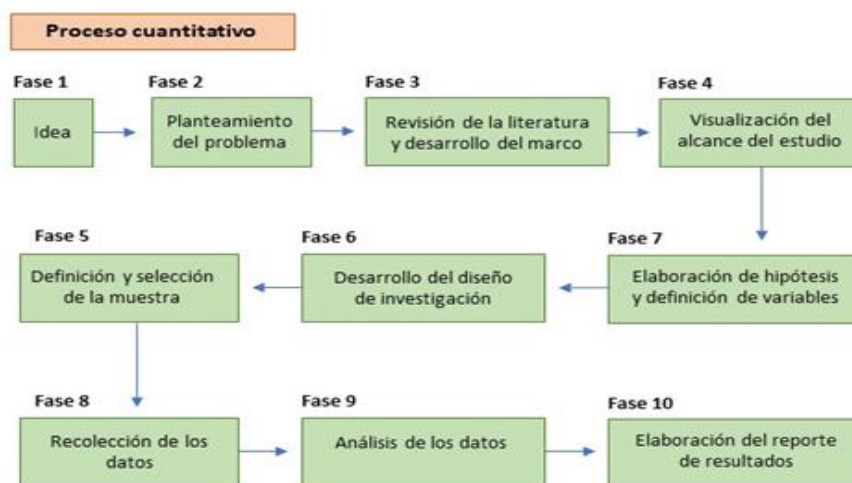 Proceso cuantitativo
Fase 1
Idea
Fase 2
Planteamiento
del problema
Fase 3
Revisión de la literatura
y desarrollo del marco
Fase 4
Visualización del
alcance del estudio
Fase 5
Definición y selección
de la muestra
Fase 6
Desarrollo del diseño
de investigación
Fase 7
Elaboración de hipótesis
y definición de variables
Fase 8
Recolección de los
datos
Fase 9
Análisis de los datos
Fase 10
Elaboración del reporte
de resultados